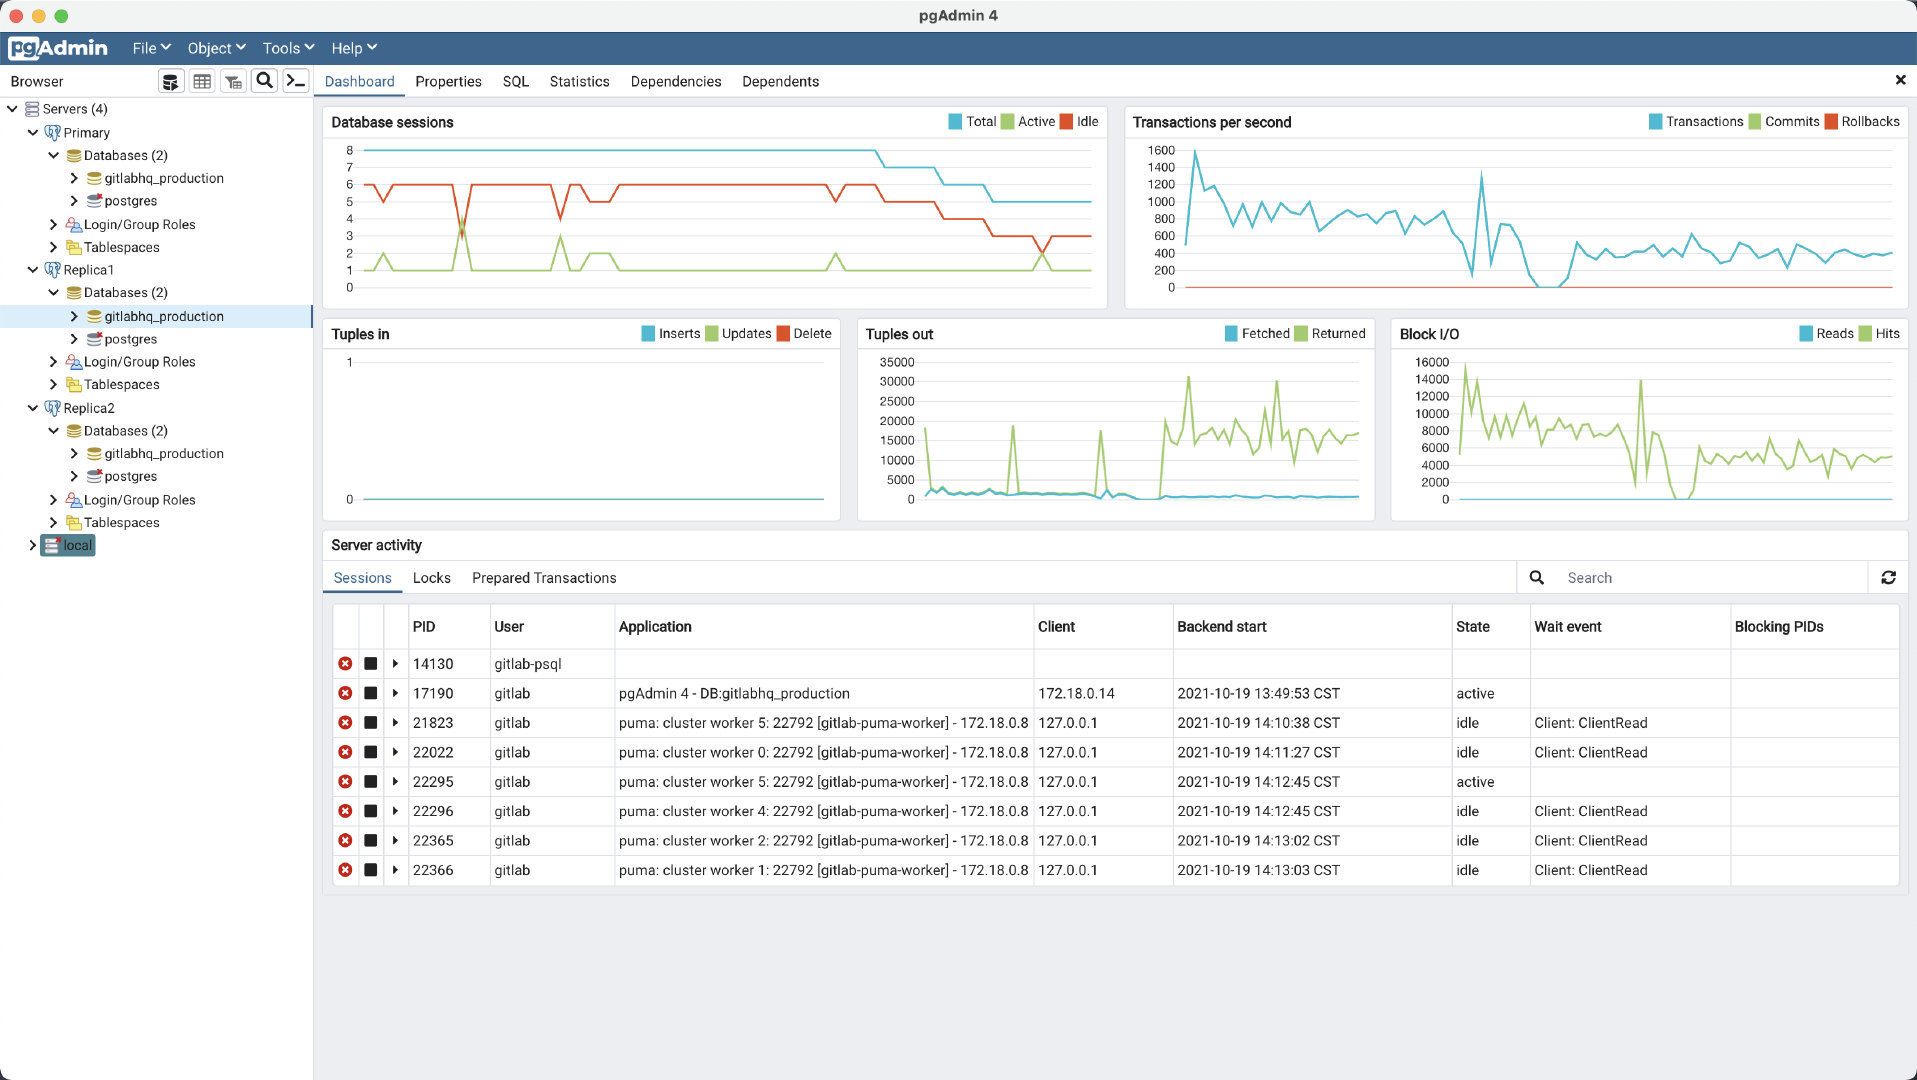 pgAdmin 4
pgAdmin File Object Tools Help
Browser
Dashboard Properties SQL Statistics Dependencies Dependents
Servers (4)
Primary
Databases (2)
gitlabhq_production
postgres
Login/Group Roles
Tablespaces
Replica1
Databases (2)
gitlabhq_production
postgres
Login/Group Roles
Tablespaces
Replica2
Databases (2)
gitlabhq_production
postgres
Login/Group Roles
Tablespaces
local
Database sessions Total Active Idle
8
7
6
5
4
3
2
1
0
Transactions per second Transactions Commits Rollbacks
1600
1400
1200
1000
800
600
400
200
0
Tuples in Inserts Updates Delete
1
0
Tuples out Fetched Returned
35000
30000
25000
20000
15000
10000
5000
0
Block I/O Reads Hits
16000
14000
12000
10000
8000
6000
4000
2000
0
Server activity
Sessions Locks Prepared Transactions Search
PID User Application Client Backend start State Wait event Blocking PIDs
14130 gitlab-psql
17190 gitlab pgAdmin 4 - DB:gitlabhq_production 172.18.0.14 2021-10-19 13:49:53 CST active
21823 gitlab puma: cluster worker 5: 22792 [gitlab-puma-worker] - 172.18.0.8 127.0.0.1 2021-10-19 14:10:38 CST idle Client: ClientRead
22022 gitlab puma: cluster worker 0: 22792 [gitlab-puma-worker] - 172.18.0.8 127.0.0.1 2021-10-19 14:11:27 CST idle Client: ClientRead
22295 gitlab puma: cluster worker 5: 22792 [gitlab-puma-worker] - 172.18.0.8 127.0.0.1 2021-10-19 14:12:45 CST active
22296 gitlab puma: cluster worker 4: 22792 [gitlab-puma-worker] - 172.18.0.8 127.0.0.1 2021-10-19 14:12:45 CST idle Client: ClientRead
22365 gitlab puma: cluster worker 2: 22792 [gitlab-puma-worker] - 172.18.0.8 127.0.0.1 2021-10-19 14:13:02 CST idle Client: ClientRead
22366 gitlab puma: cluster worker 1: 22792 [gitlab-puma-worker] - 172.18.0.8 127.0.0.1 2021-10-19 14:13:03 CST idle Client: ClientRead